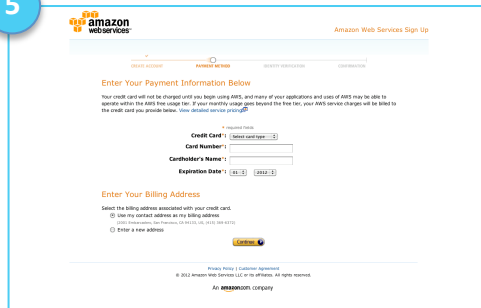 5
amazon
webservices™
Amazon Web Services Sign Up
CREATE ACCOUNT PAYMENT METHOD IDENTITY VERIFICATION CONFIRMATION
Enter Your Payment Information Below
Your credit card will not be charged until you begin using AWS, and many of your applications and uses of AWS may be able to
operate within the AWS free usage tier. If your monthly usage goes beyond the free tier, your AWS service charges will be billed to
the credit card you provide below. View detailed service pricing
* required fields
Credit Card*: -Select card type-
Card Number*:
Cardholder's Name*:
Expiration Date*: 01 2012
Enter Your Billing Address
Select the billing address associated with your credit card.
Use my contact address as my billing address
Enter a new address
Continue
Privacy Policy | Customer Agreement
© 2012 Amazon Web Services LLC or its affiliates. All rights reserved.
An amazon.com. company